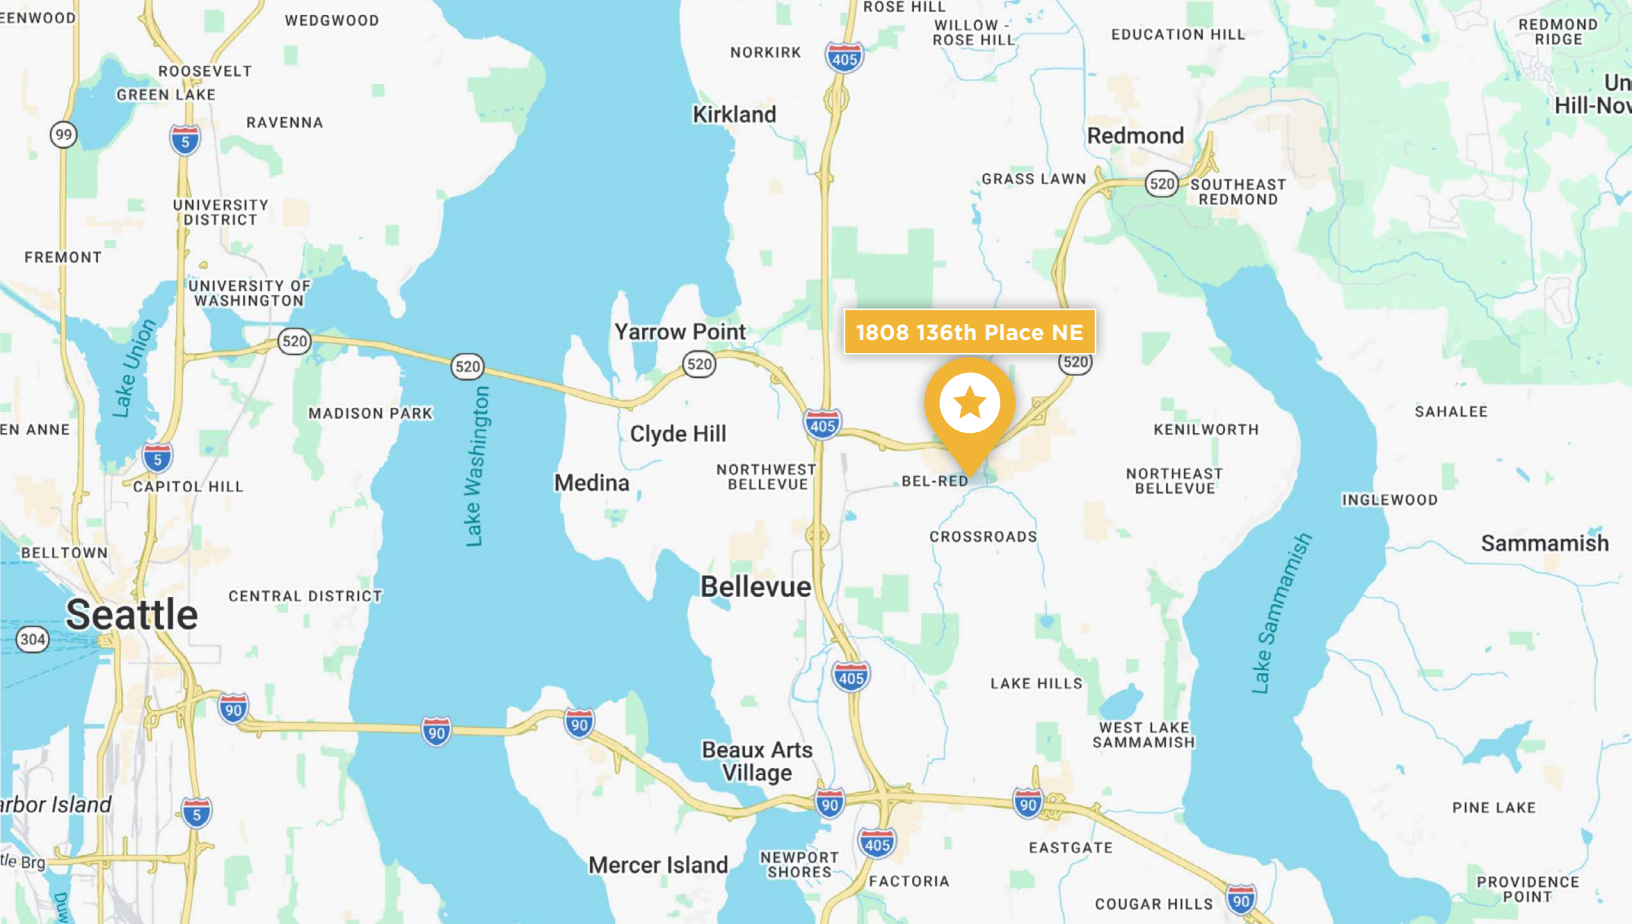 EENWOOD
WEDGWOOD
ROSE HILL
WILLOW -
ROSE HILL
EDUCATION HILL
REDMOND
RIDGE
NORKIRK
405
ROOSEVELT
GREEN LAKE
Un
Hill-Nov
Kirkland
RAVENNA
99
5
Redmond
GRASS LAWN
520
SOUTHEAST
REDMOND
UNIVERSITY
DISTRICT
FREMONT
UNIVERSITY OF
WASHINGTON
Yarrow Point
1808 136th Place NE
520
520
520
520
Lake Union
Lake Washington
MADISON PARK
SAHALEE
EN ANNE
Clyde Hill
405
KENILWORTH
5
CAPITOL HILL
Medina
NORTHWEST
BELLEVUE
BEL-RED
NORTHEAST
BELLEVUE
INGLEWOOD
CROSSROADS
Sammamish
BELLTOWN
Bellevue
CENTRAL DISTRICT
Seattle
304
Lake Sammamish
405
LAKE HILLS
90
90
90
WEST LAKE
SAMMAMISH
Beaux Arts
Village
arbor Island
5
90
90
PINE LAKE
405
tle Brg
Mercer Island
NEWPORT
SHORES
EASTGATE
FACTORIA
PROVIDENCE
POINT
COUGAR HILLS
90
Duw